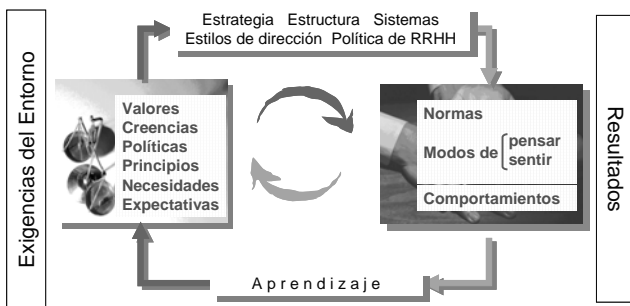 Estrategia Estructura Sistemas
Estilos de dirección Política de RRHH
Exigencias del Entorno
Valores
Creencias
Políticas
Principios
Necesidades
Expectativas
Normas
Modos de pensar
sentir
Comportamientos
Resultados
Aprendizaje